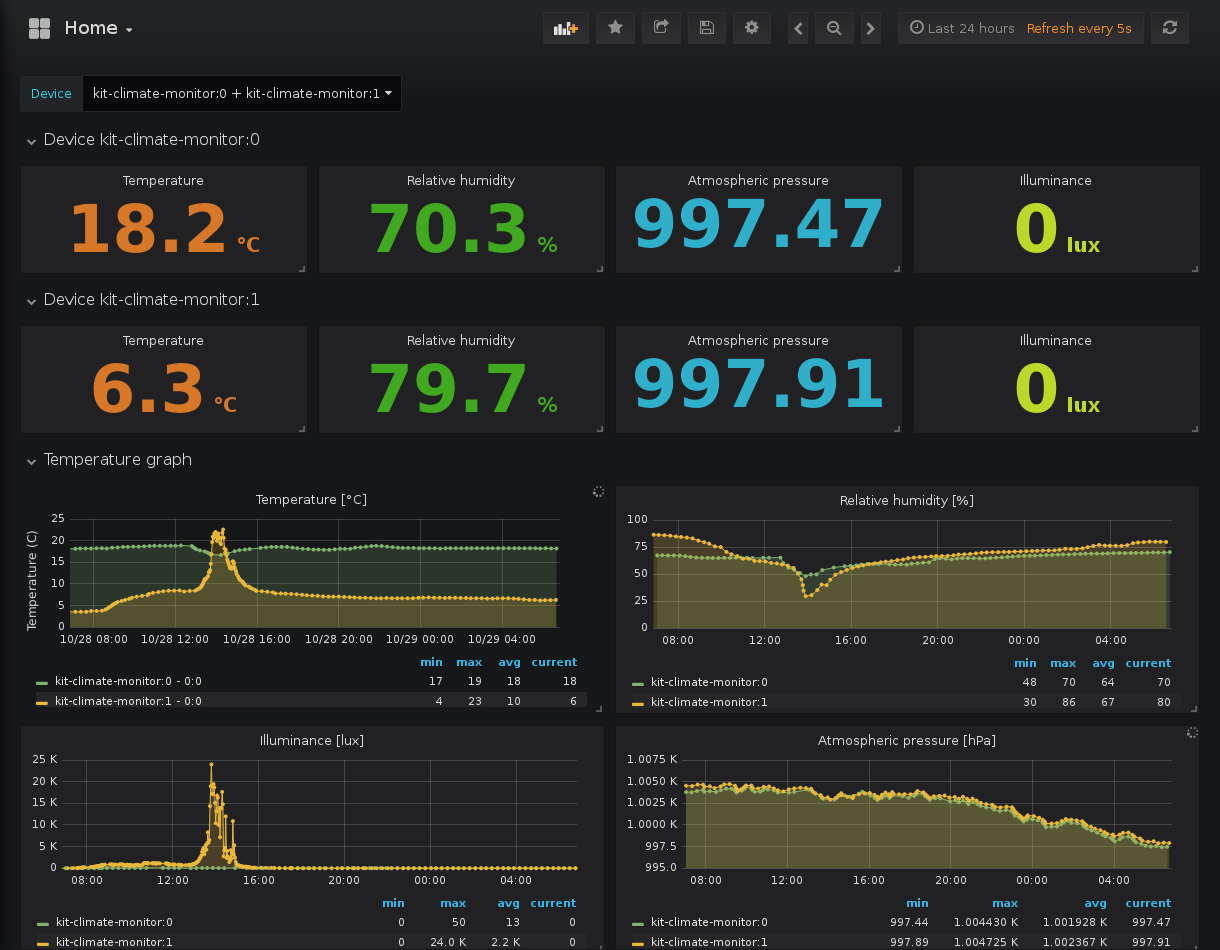 Home
Last 24 hours Refresh every 5s
Device kit-climate-monitor:0 + kit-climate-monitor:1
Device kit-climate-monitor:0
Temperature Relative humidity Atmospheric pressure Illuminance
18.2 °C 70.3 % 997.47 0 lux
Device kit-climate-monitor:1
Temperature Relative humidity Atmospheric pressure Illuminance
6.3 °C 79.7 % 997.91 0 lux
Temperature graph
Temperature [°C]
Temperature (C)
25
20
15
10
5
0
10/28 08:00 10/28 12:00 10/28 16:00 10/28 20:00 10/29 00:00 10/29 04:00
min max avg current
kit-climate-monitor:0 - 0:0 17 19 18 18
kit-climate-monitor:1 - 0:0 4 23 10 6
Relative humidity [%]
100
75
50
25
0
08:00 12:00 16:00 20:00 00:00 04:00
min max avg current
kit-climate-monitor:0 48 70 64 70
kit-climate-monitor:1 30 86 67 80
Illuminance [lux]
25 K
20 K
15 K
10 K
5 K
0
08:00 12:00 16:00 20:00 00:00 04:00
min max avg current
kit-climate-monitor:0 0 50 13 0
kit-climate-monitor:1 0 24.0 K 2.2 K 0
Atmospheric pressure [hPa]
1.0075 K
1.0050 K
1.0025 K
1.0000 K
997.5
995.0
08:00 12:00 16:00 20:00 00:00 04:00
min max avg current
kit-climate-monitor:0 997.44 1.004430 K 1.001928 K 997.47
kit-climate-monitor:1 997.89 1.004725 K 1.002367 K 997.91